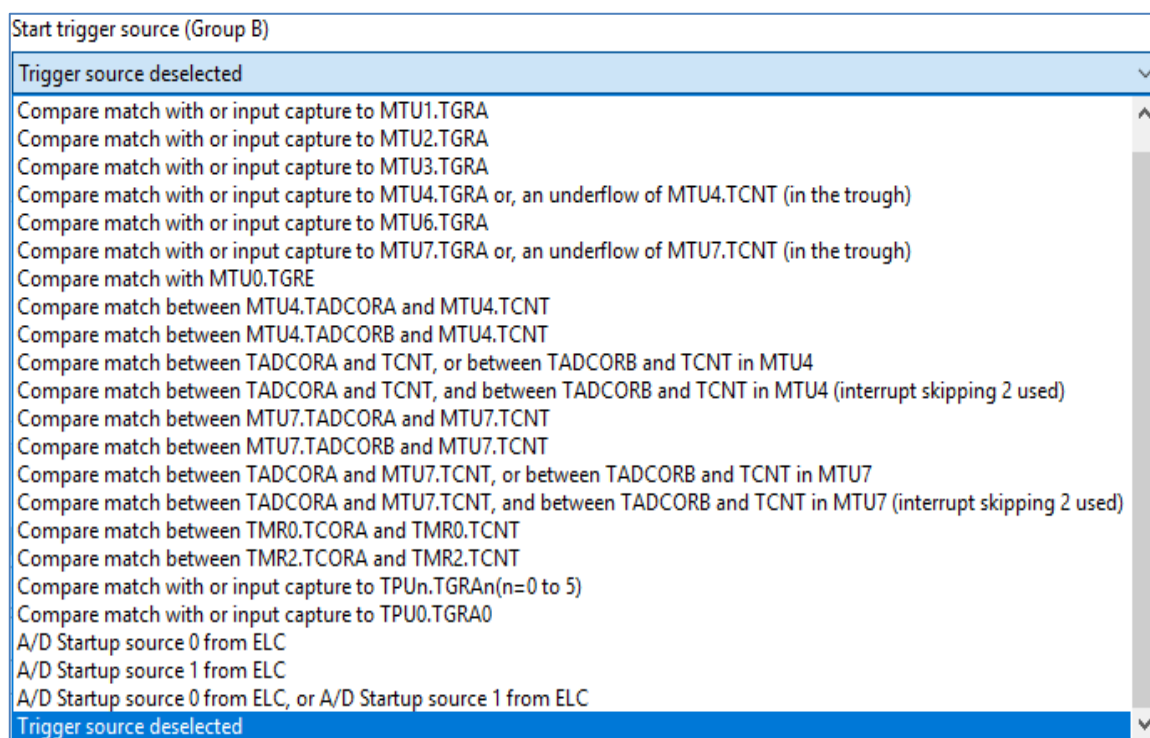 Start trigger source (Group B)
Trigger source deselected
Compare match with or input capture to MTU1.TGRA
Compare match with or input capture to MTU2.TGRA
Compare match with or input capture to MTU3.TGRA
Compare match with or input capture to MTU4.TGRA or, an underflow of MTU4.TCNT (in the trough)
Compare match with or input capture to MTU6.TGRA
Compare match with or input capture to MTU7.TGRA or, an underflow of MTU7.TCNT (in the trough)
Compare match with MTU0.TGRE
Compare match between MTU4.TADCORA and MTU4.TCNT
Compare match between MTU4.TADCORB and MTU4.TCNT
Compare match between TADCORA and TCNT, or between TADCORB and TCNT in MTU4
Compare match between TADCORA and TCNT, and between TADCORB and TCNT in MTU4 (interrupt skipping 2 used)
Compare match between MTU7.TADCORA and MTU7.TCNT
Compare match between MTU7.TADCORB and MTU7.TCNT
Compare match between TADCORA and MTU7.TCNT, or between TADCORB and TCNT in MTU7
Compare match between TADCORA and MTU7.TCNT, and between TADCORB and TCNT in MTU7 (interrupt skipping 2 used)
Compare match between TMR0.TCORA and TMR0.TCNT
Compare match between TMR2.TCORA and TMR2.TCNT
Compare match with or input capture to TPUn.TGRAn(n=0 to 5)
Compare match with or input capture to TPU0.TGRA0
A/D Startup source 0 from ELC
A/D Startup source 1 from ELC
A/D Startup source 0 from ELC, or A/D Startup source 1 from ELC
Trigger source deselected